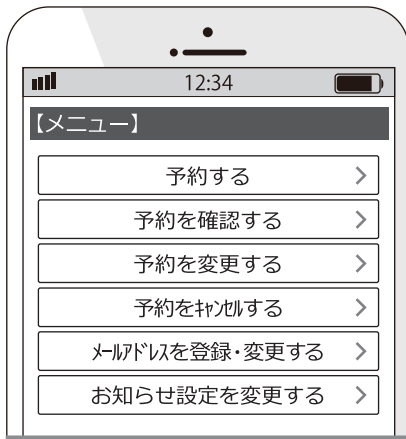 12:34
【メニュー】
予約する
予約を確認する
予約を変更する
予約をｷｬﾝｾﾙする
ﾒｰﾙｱﾄﾞﾚｽを登録・変更する
お知らせ設定を変更する